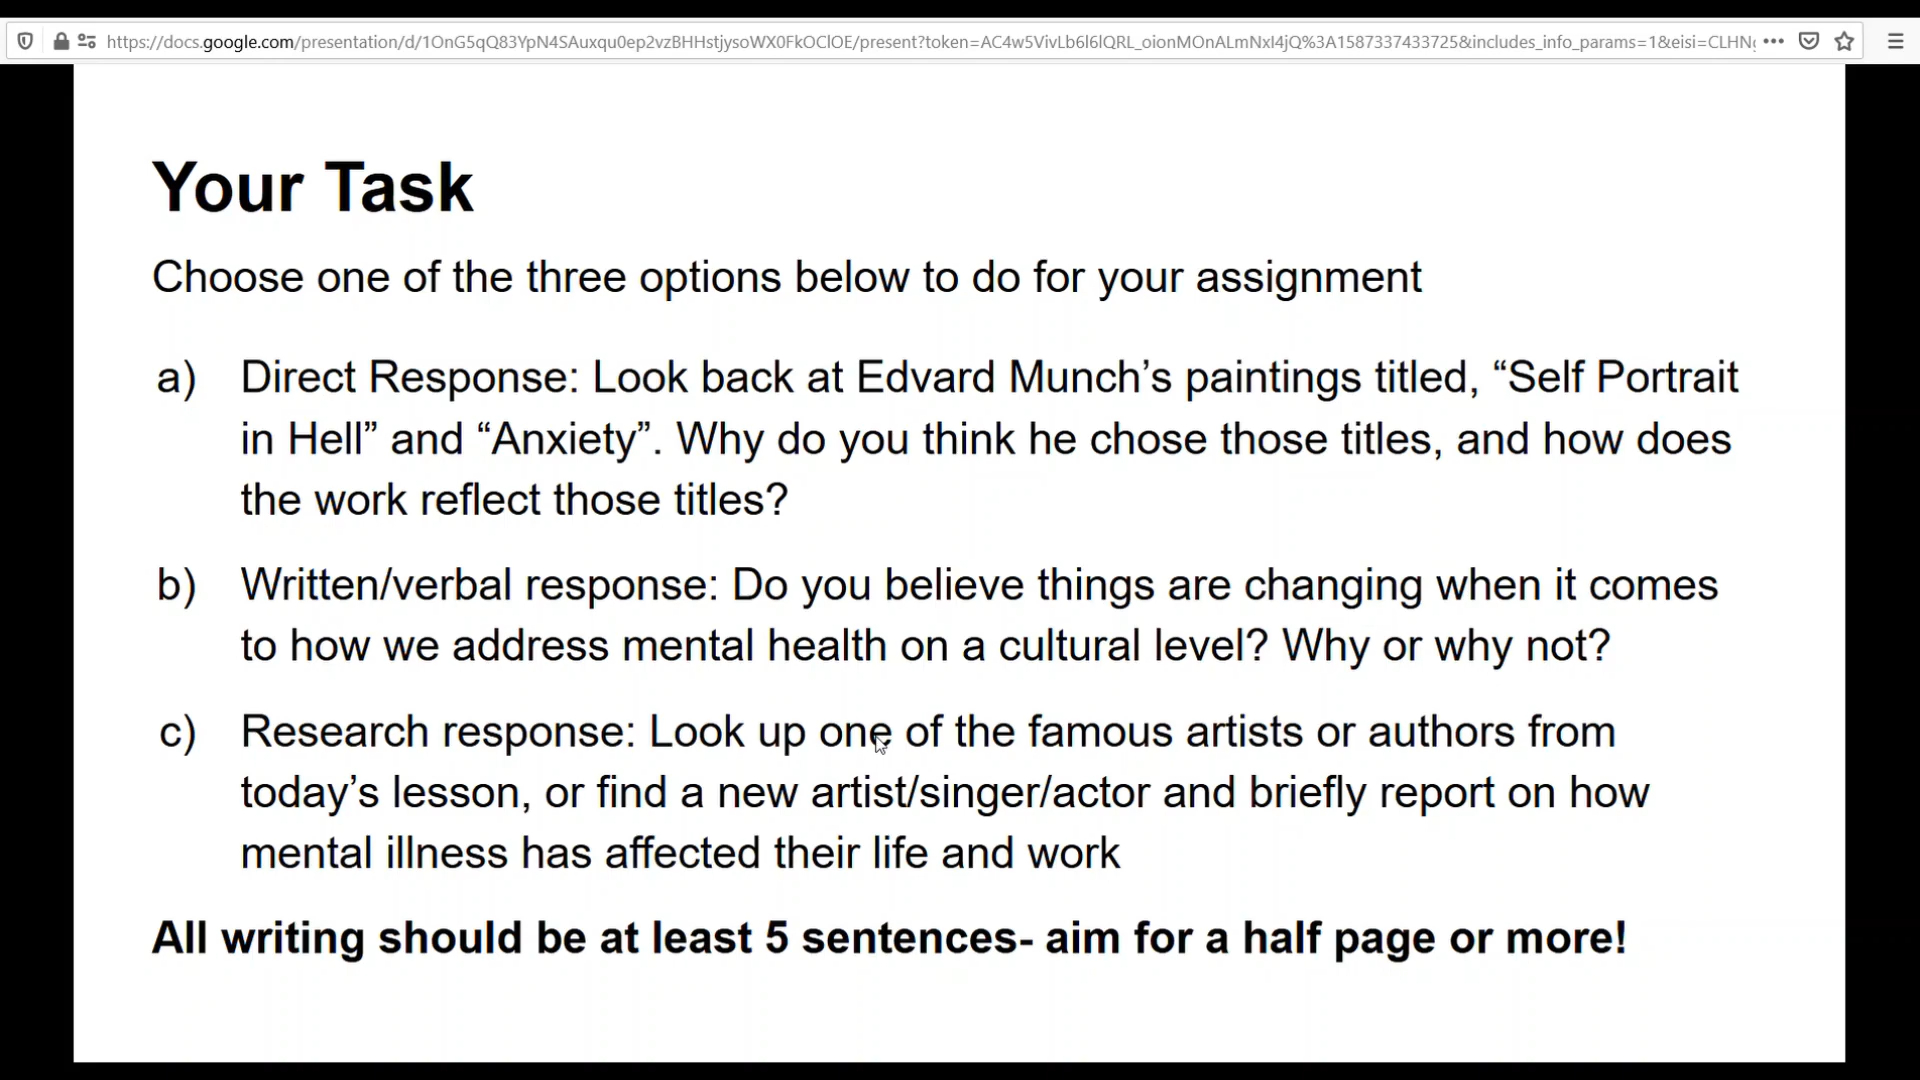 https://docs.google.com/presentation/d/1OnG5qQ83YpN4SAuxqu0ep2vzBHHstjysoWX0FkOClOE/present?token=AC4w5VivLb6l6lQRL_oionMOnALmNxI4jQ%3A1587337433725&includes_info_params=1&eisi=CLHN
Your Task
Choose one of the three options below to do for your assignment
a) Direct Response: Look back at Edvard Munch’s paintings titled, “Self Portrait
in Hell” and “Anxiety”. Why do you think he chose those titles, and how does
the work reflect those titles?
b) Written/verbal response: Do you believe things are changing when it comes
to how we address mental health on a cultural level? Why or why not?
c) Research response: Look up one of the famous artists or authors from
today’s lesson, or find a new artist/singer/actor and briefly report on how
mental illness has affected their life and work
All writing should be at least 5 sentences- aim for a half page or more!